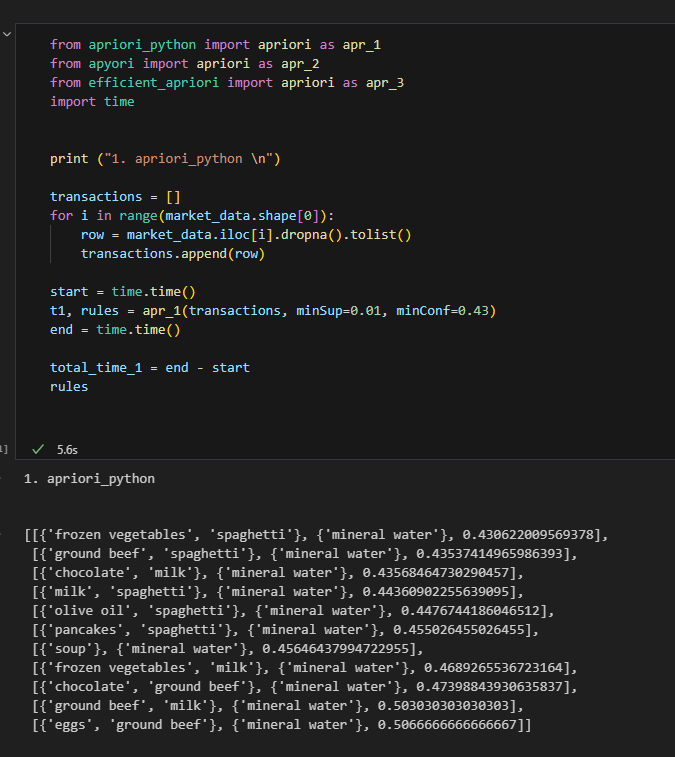 from apriori_python import apriori as apr_1
from apyori import apriori as apr_2
from efficient_apriori import apriori as apr_3
import time
print ("1. apriori_python \n")
transactions = []
for i in range(market_data.shape[0]):
    row = market_data.iloc[i].dropna().tolist()
    transactions.append(row)
start = time.time()
t1, rules = apr_1(transactions, minSup=0.01, minConf=0.43)
end = time.time()
total_time_1 = end - start
rules
5.6s
1. apriori_python
[[{'frozen vegetables', 'spaghetti'}, {'mineral water'}, 0.430622009569378],
[{'ground beef', 'spaghetti'}, {'mineral water'}, 0.43537414965986393],
[{'chocolate', 'milk'}, {'mineral water'}, 0.43568464730290457],
[{'milk', 'spaghetti'}, {'mineral water'}, 0.44360902255639095],
[{'olive oil', 'spaghetti'}, {'mineral water'}, 0.4476744186046512],
[{'pancakes', 'spaghetti'}, {'mineral water'}, 0.455026455026455],
[{'soup'}, {'mineral water'}, 0.45646437994722955],
[{'frozen vegetables', 'milk'}, {'mineral water'}, 0.4689265536723164],
[{'chocolate', 'ground beef'}, {'mineral water'}, 0.47398843930635837],
[{'ground beef', 'milk'}, {'mineral water'}, 0.503030303030303],
[{'eggs', 'ground beef'}, {'mineral water'}, 0.5066666666666667]]